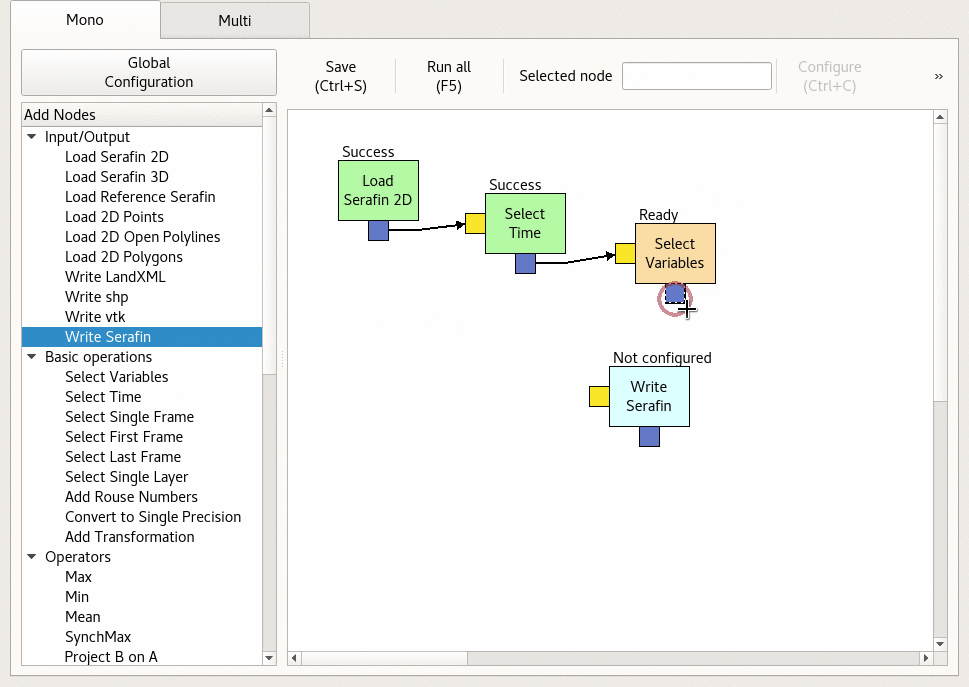 Mono
Multi
Global
Configuration
Save
(Ctrl+S)
Run all
(F5)
Selected node
Configure
(Ctrl+C)
»
Add Nodes
Input/Output
Load Serafin 2D
Load Serafin 3D
Load Reference Serafin
Load 2D Points
Load 2D Open Polylines
Load 2D Polygons
Write LandXML
Write shp
Write vtk
Write Serafin
Basic operations
Select Variables
Select Time
Select Single Frame
Select First Frame
Select Last Frame
Select Single Layer
Add Rouse Numbers
Convert to Single Precision
Add Transformation
Operators
Max
Min
Mean
SynchMax
Project B on A
Success
Load
Serafin 2D
Success
Select
Time
Ready
Select
Variables
Not configured
Write
Serafin